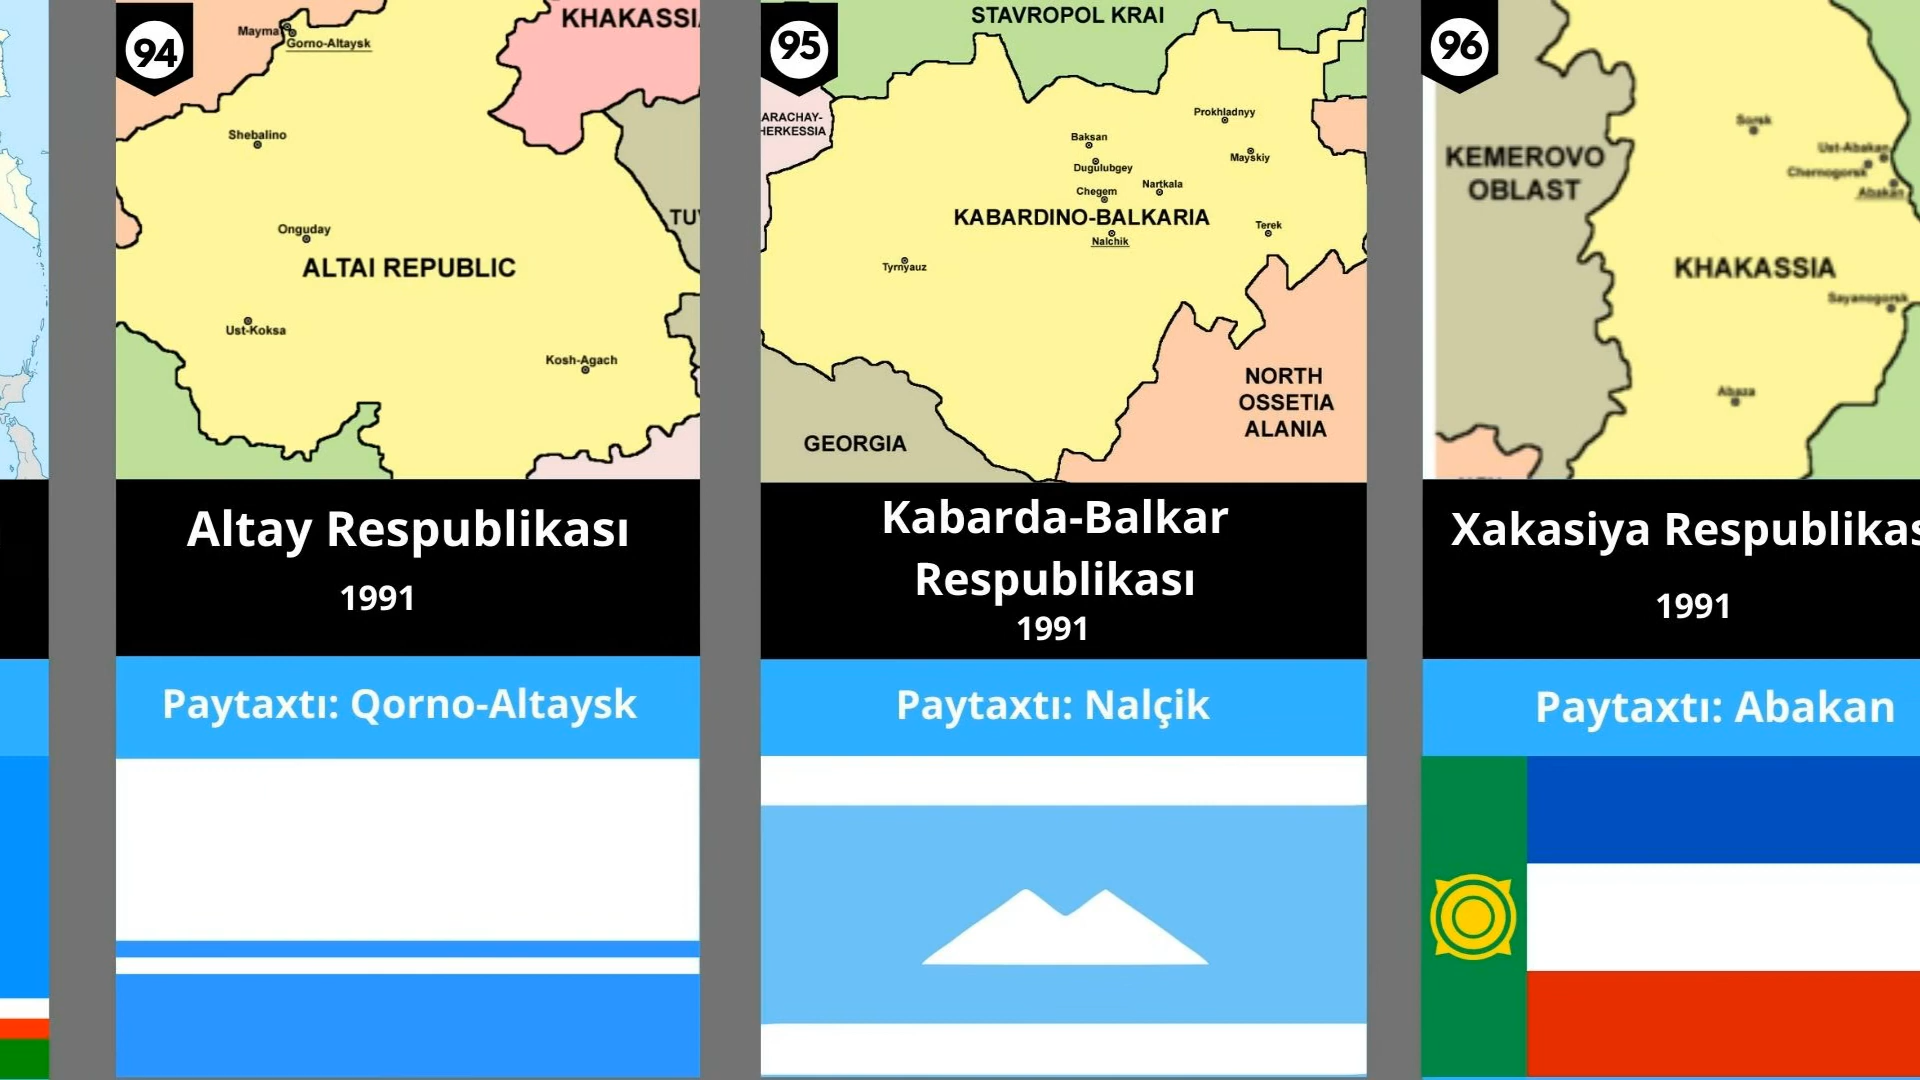 94
Mayma
Gorno-Altaysk
KHAKASSIA
Shebalino
TUV
Onguday
ALTAI REPUBLIC
Ust-Koksa
Kosh-Agach
Altay Respublikası
1991
Paytaxtı: Qorno-Altaysk
95
STAVROPOL KRAI
ARACHAY-
HERKESSIA
Prokhladnyy
Baksan
Mayskiy
Dugulubgey
Nartkala
Chegem
KABARDINO-BALKARIA
Terek
Nalchik
Tyrnyauz
NORTH
OSSETIA
ALANIA
GEORGIA
Kabarda-Balkar
Respublikası
1991
Paytaxtı: Nalçik
96
Sorsk
Ust-Abakan
KEMEROVO
OBLAST
Chernogorsk
Abakan
KHAKASSIA
Sayanogorsk
Abaza
Xakasiya Respublikas
1991
Paytaxtı: Abakan